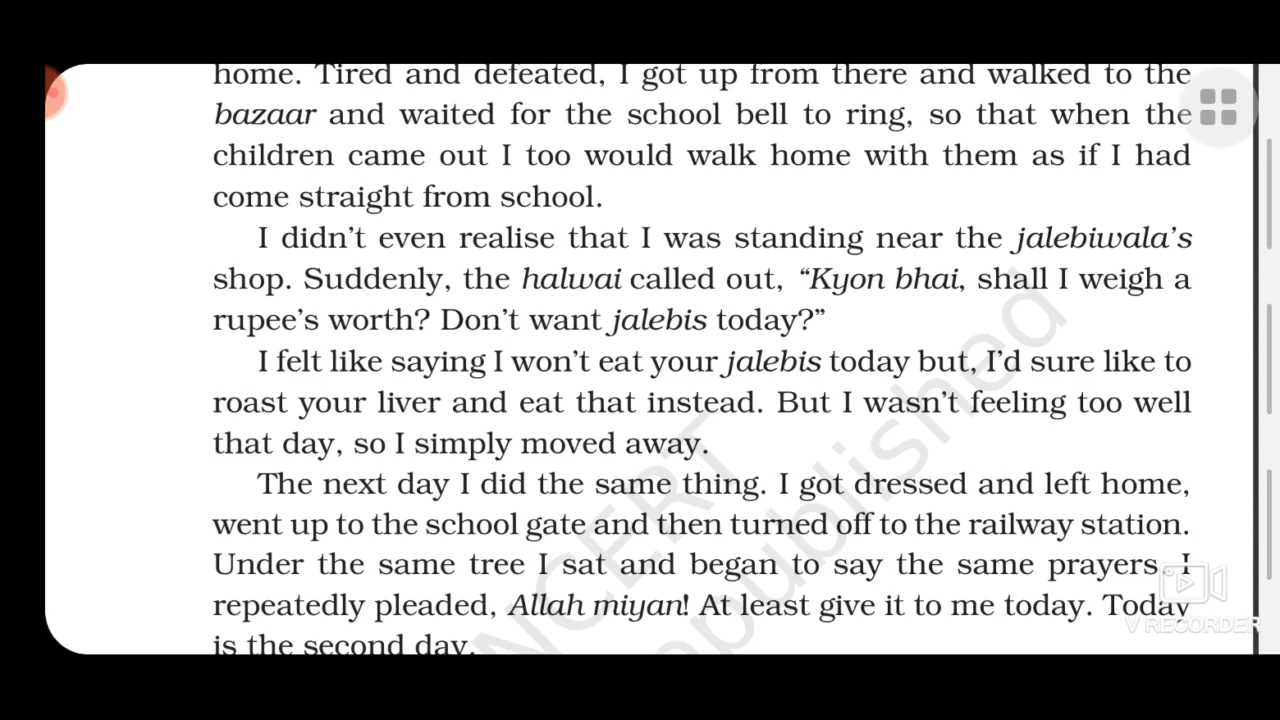 home. Tired and defeated, I got up from there and walked to the
bazaar and waited for the school bell to ring, so that when the
children came out I too would walk home with them as if I had
come straight from school.
I didn't even realise that I was standing near the jalebiwala's
shop. Suddenly, the halwai called out, “Kyon bhai, shall I weigh a
rupee's worth? Don't want jalebis today?”
I felt like saying I won't eat your jalebis today but, I'd sure like to
roast your liver and eat that instead. But I wasn't feeling too well
that day, so I simply moved away.
The next day I did the same thing. I got dressed and left home,
went up to the school gate and then turned off to the railway station.
Under the same tree I sat and began to say the same prayers. I
repeatedly pleaded, Allah miyan! At least give it to me today. Today
is the second day.
NCERT
republished
V RECORDER